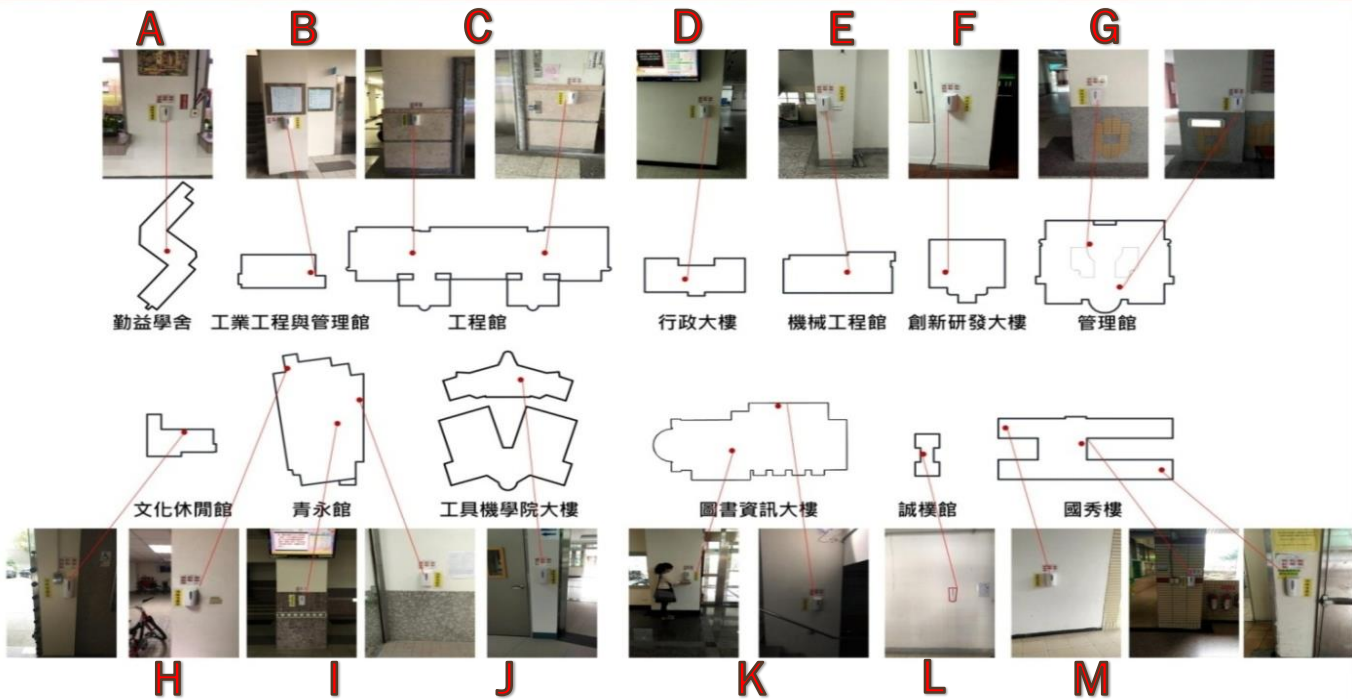 A B C D E F G
勤益學舍 工業工程與管理館 工程館 行政大樓 機械工程館 創新研發大樓 管理館
文化休閒館 青永館 工具機學院大樓 圖書資訊大樓 誠樸館 國秀樓
H I J K L M